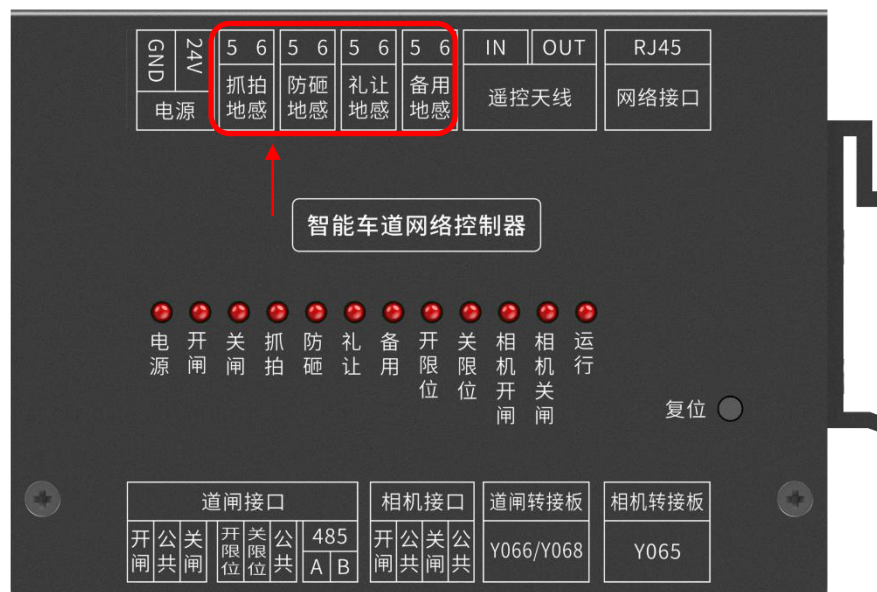 GND 24V 5 6 5 6 5 6 5 6 IN OUT RJ45
电源 抓拍地感 防砸地感 礼让地感 备用地感 遥控天线 网络接口
智能车道网络控制器
电源 开闸 关闸 抓拍 防砸 礼让 备用 开限位 关限位 相机开闸 相机关闸 运行
复位
道闸接口 相机接口 道闸转接板 相机转接板
开闸 公共 关闸 开限位 关限位 公共 485 A B 开闸 公共 关闸 公共 Y066/Y068 Y065